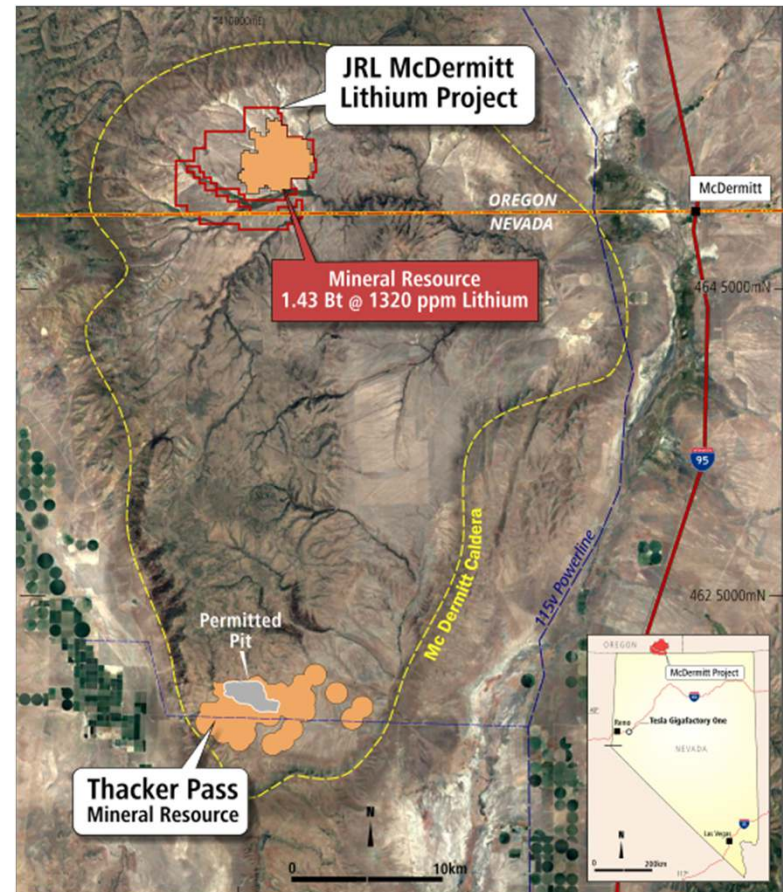 410000mE
JRL McDermitt
Lithium Project
McDermitt
OREGON
NEVADA
Mineral Resource
1.43 Bt @ 1320 ppm Lithium
464 5000mN
95
Mc Dermitt Caldera
115v Powerline
462 5000mN
Permitted
Pit
Thacker Pass
Mineral Resource
N
0
10km
OREGON
McDermitt Project
Reno
Tesla Gigafactory One
NEVADA
Las Vegas
N
0
200km